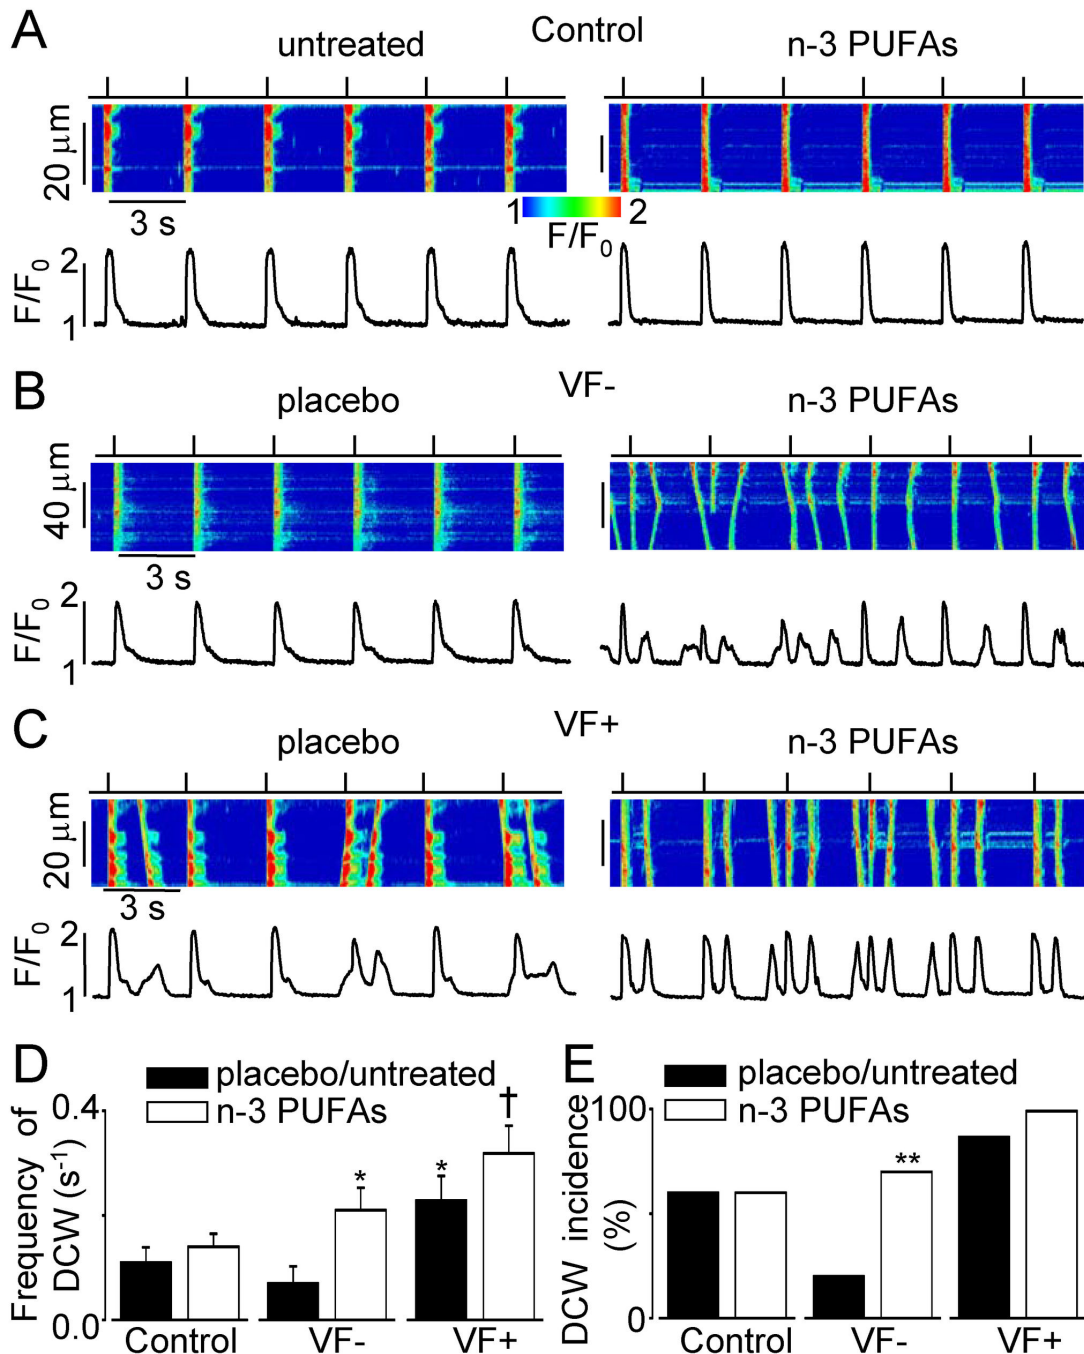 A
Control
untreated
n-3 PUFAs
20 μm
3 s
1
2
F/F0
F/F0
2
1
B
VF-
placebo
n-3 PUFAs
40 μm
3 s
F/F0
2
1
C
VF+
placebo
n-3 PUFAs
20 μm
3 s
F/F0
2
1
D
placebo/untreated
n-3 PUFAs
Frequency of
DCW (s-1)
0.4
0.0
*
*
†
Control
VF-
VF+
E
placebo/untreated
n-3 PUFAs
DCW incidence
(%)
100
0
**
Control
VF-
VF+